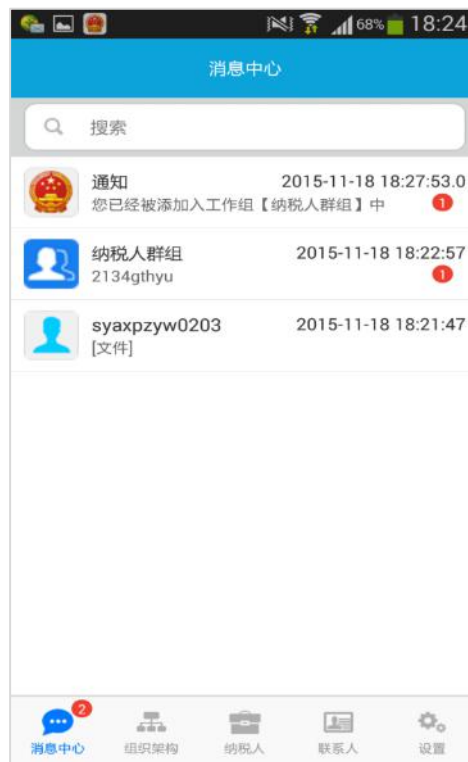 68% 18:24
消息中心
搜索
通知 2015-11-18 18:27:53.0
您已经被添加入工作组【纳税人群组】中 1
纳税人群组 2015-11-18 18:22:57
2134gthyu 1
syaxpzyw0203 2015-11-18 18:21:47
[文件]
2
消息中心 组织架构 纳税人 联系人 设置